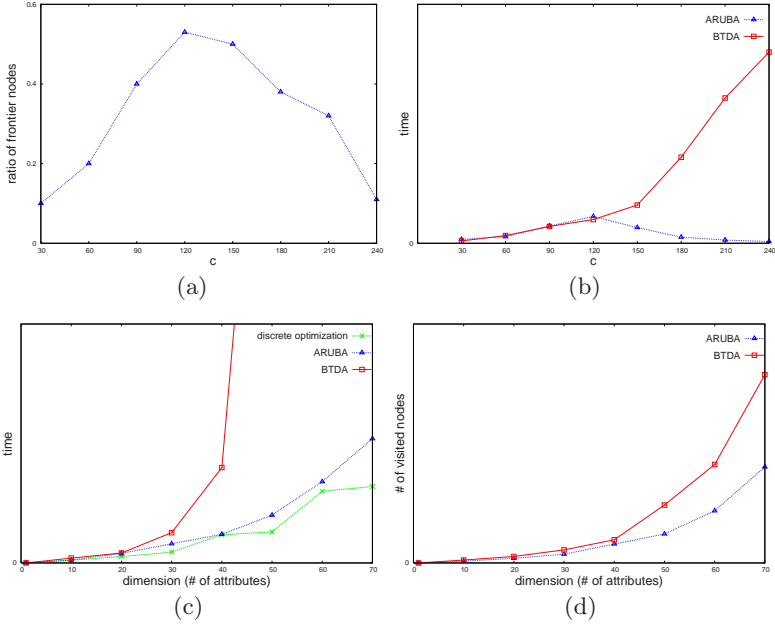 0.6
0.4
0.2
0
ratio of frontier nodes
30 60 90 120 150 180 210 240
c
(a)
ARUBA
BTDA
time
0
30 60 90 120 150 180 210 240
c
(b)
discrete optimization
ARUBA
BTDA
time
0
0 10 20 30 40 50 60 70
dimension (# of attributes)
(c)
ARUBA
BTDA
# of visited nodes
0
0 10 20 30 40 50 60 70
dimension (# of attributes)
(d)